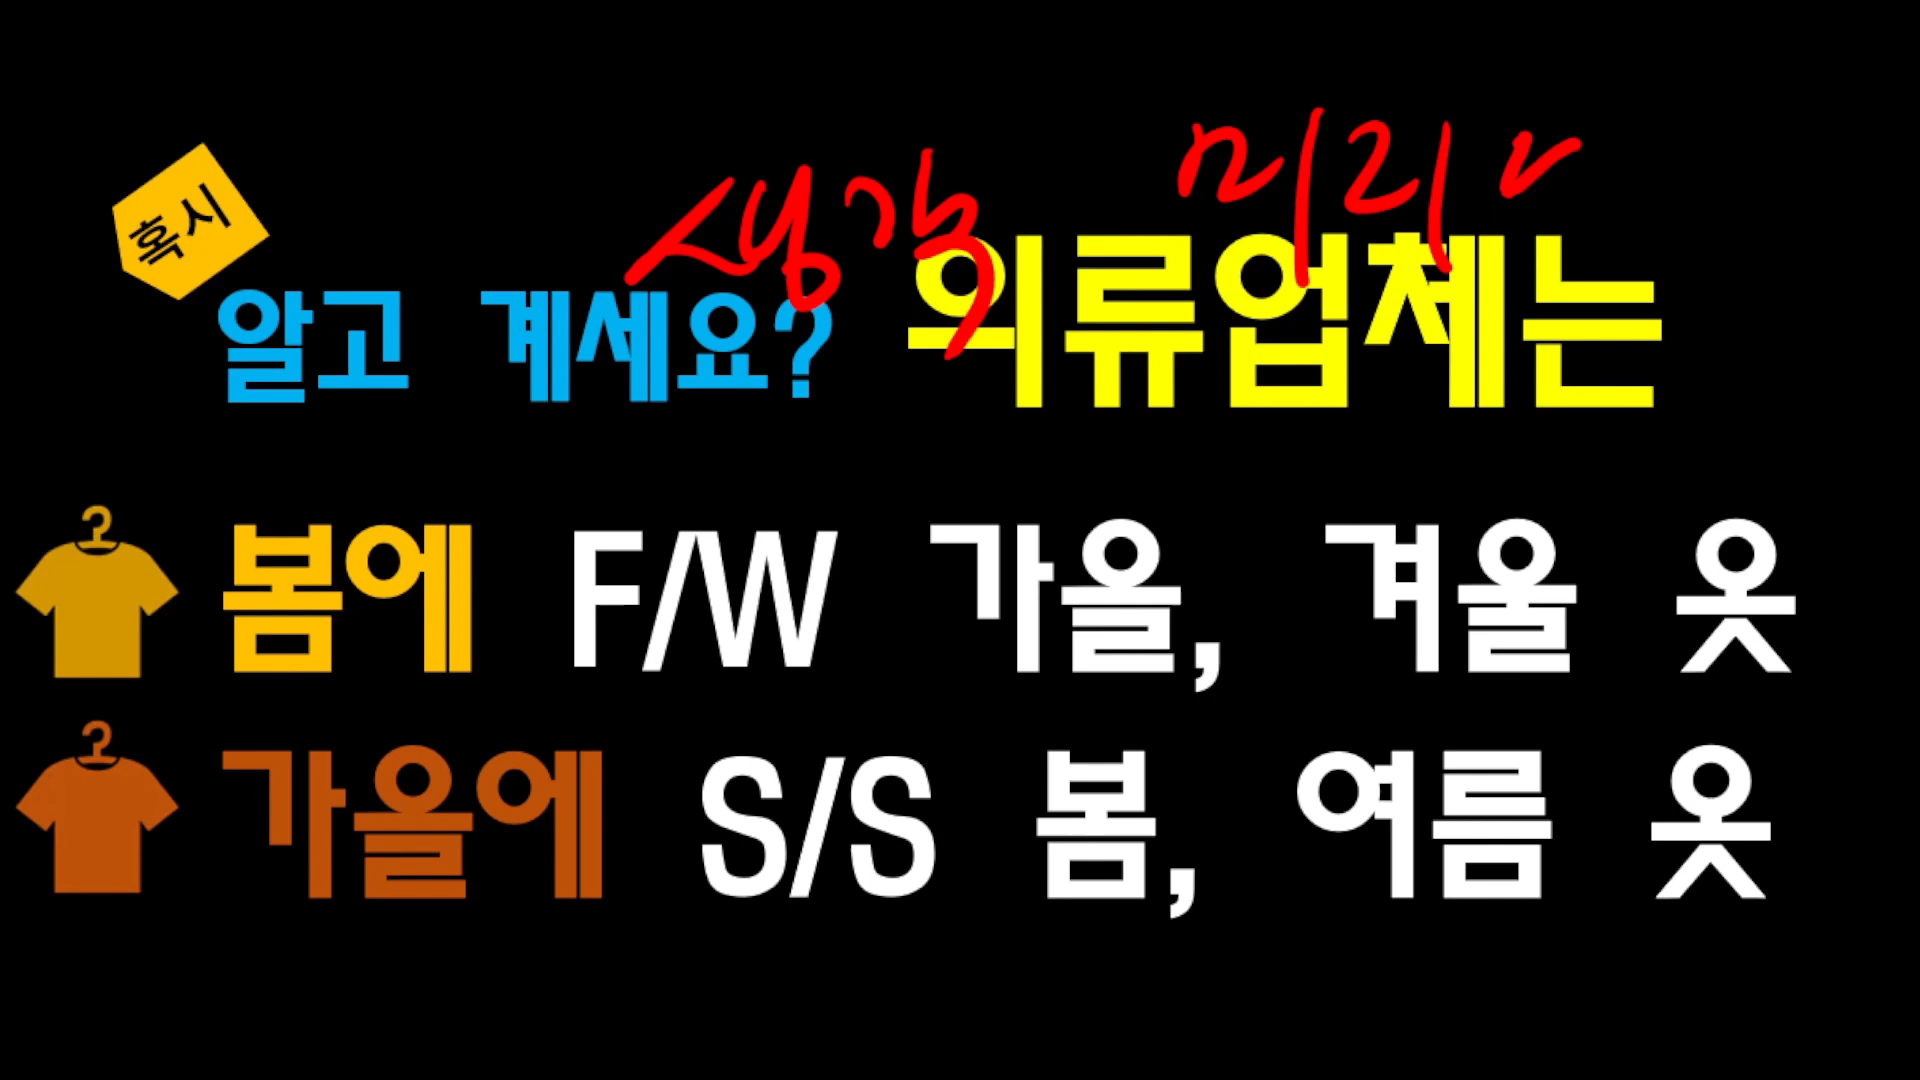 생각 미리
혹시
알고 계세요? 의류업체는
봄에 F/W 가을, 겨울 옷
가을에 S/S 봄, 여름 옷